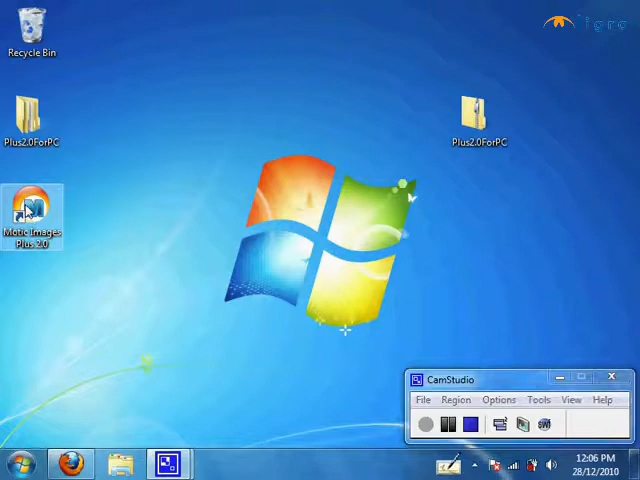 Recycle Bin
Plus2.0ForPC
Plus2.0ForPC
Motic Images
Plus 2.0
CamStudio
File Region Options Tools View Help
SWF
12:06 PM
28/12/2010